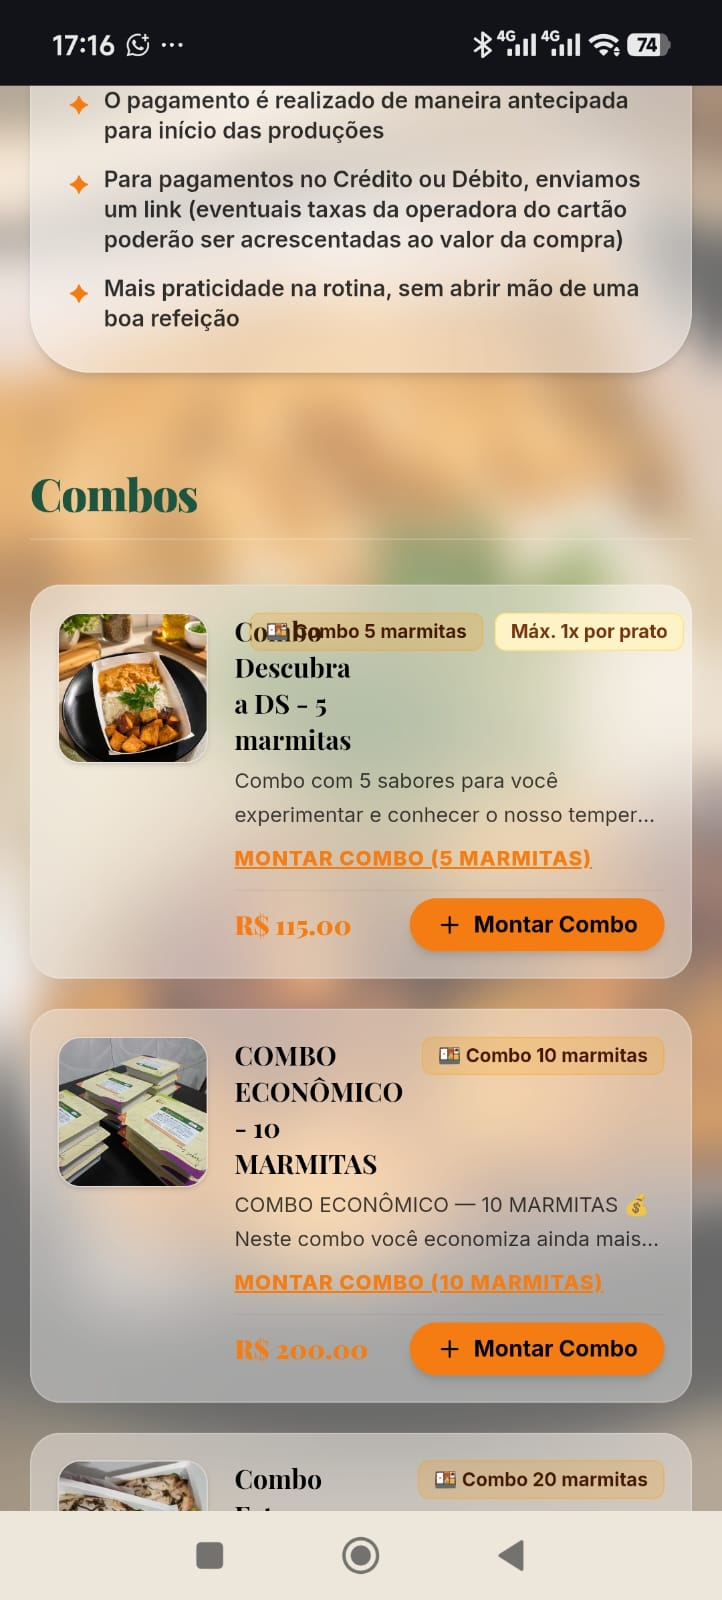 17:16
4G 4G 74
O pagamento é realizado de maneira antecipada
para início das produções
Para pagamentos no Crédito ou Débito, enviamos
um link (eventuais taxas da operadora do cartão
poderão ser acrescentadas ao valor da compra)
Mais praticidade na rotina, sem abrir mão de uma
boa refeição
Combos
Combo
Combo 5 marmitas
Máx. 1x por prato
Descubra
a DS - 5
marmitas
Combo com 5 sabores para você
experimentar e conhecer o nosso temper...
MONTAR COMBO (5 MARMITAS)
R$ 115.00
+ Montar Combo
COMBO
Combo 10 marmitas
ECONÔMICO
- 10
MARMITAS
COMBO ECONÔMICO — 10 MARMITAS 💰
Neste combo você economiza ainda mais...
MONTAR COMBO (10 MARMITAS)
R$ 200.00
+ Montar Combo
Combo
Combo 20 marmitas